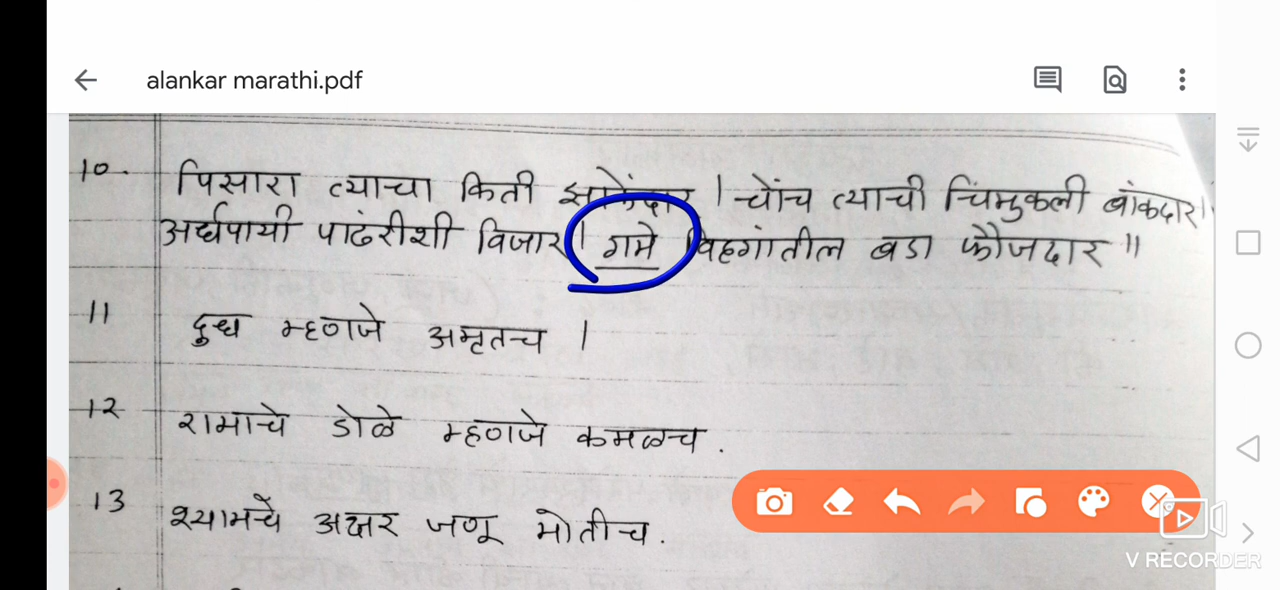 alankar marathi.pdf
10. पिसारा त्याचा किती झोकेदार | चोंच त्याची चिंमुकली बांकदार |
अर्धपायी पांढरीशी विजार | गमे विहगांतील बडा फौजदार ||
11 दुध म्हणजे अमृतच |
12 रामाचे डोळे म्हणजे कमळच .
13 श्यामचे अक्षर जणू मोतीच .
V RECORDER